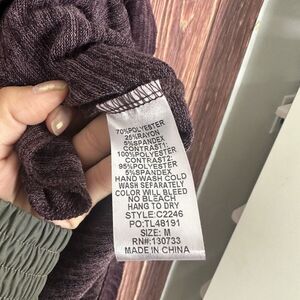 70%POLYESTER
25%RAYON
5%SPANDEX
CONTRAST1:
100%POLYESTER
CONTRAST2:
95%POLYESTER
5%SPANDEX
HAND WASH COLD
WASH SEPARATELY
COLOR WILL BLEED
NO BLEACH
HANG TO DRY
STYLE:C2246
PO:TL48191
SIZE: M
RN#:130733
MADE IN CHINA